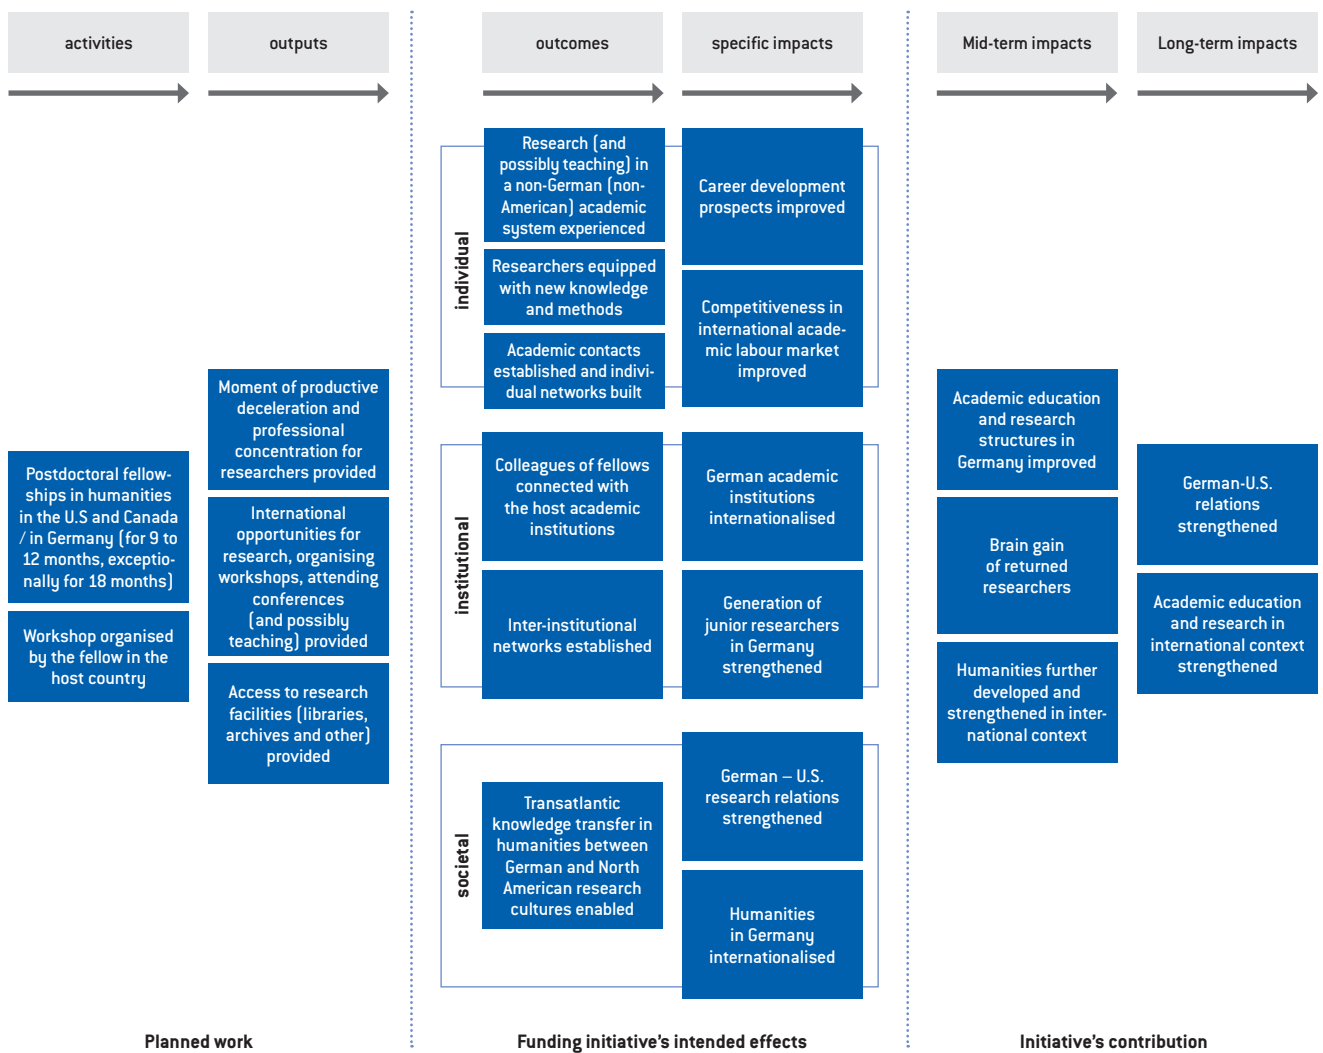 activities
outputs
outcomes
specific impacts
Mid-term impacts
Long-term impacts
Postdoctoral fellow-
ships in humanities
in the U.S and Canada
/ in Germany (for 9 to
12 months, exceptio-
nally for 18 months)
Workshop organised
by the fellow in the
host country
Moment of productive
deceleration and
professional
concentration for
researchers provided
International
opportunities for
research, organising
workshops, attending
conferences
(and possibly
teaching) provided
Access to research
facilities (libraries,
archives and other)
provided
individual
Research (and
possibly teaching) in
a non-German (non-
American) academic
system experienced
Researchers equipped
with new knowledge
and methods
Academic contacts
established and indivi-
dual networks built
Career development
prospects improved
Competitiveness in
international acade-
mic labour market
improved
institutional
Colleagues of fellows
connected with
the host academic
institutions
Inter-institutional
networks established
German academic
institutions
internationalised
Generation of
junior researchers
in Germany
strengthened
societal
Transatlantic
knowledge transfer in
humanities between
German and North
American research
cultures enabled
German – U.S.
research relations
strengthened
Humanities
in Germany
internationalised
Academic education
and research
structures in
Germany improved
Brain gain
of returned
researchers
Humanities further
developed and
strengthened in inter-
national context
German-U.S.
relations
strengthened
Academic education
and research in
international context
strengthened
Planned work
Funding initiative's intended effects
Initiative's contribution